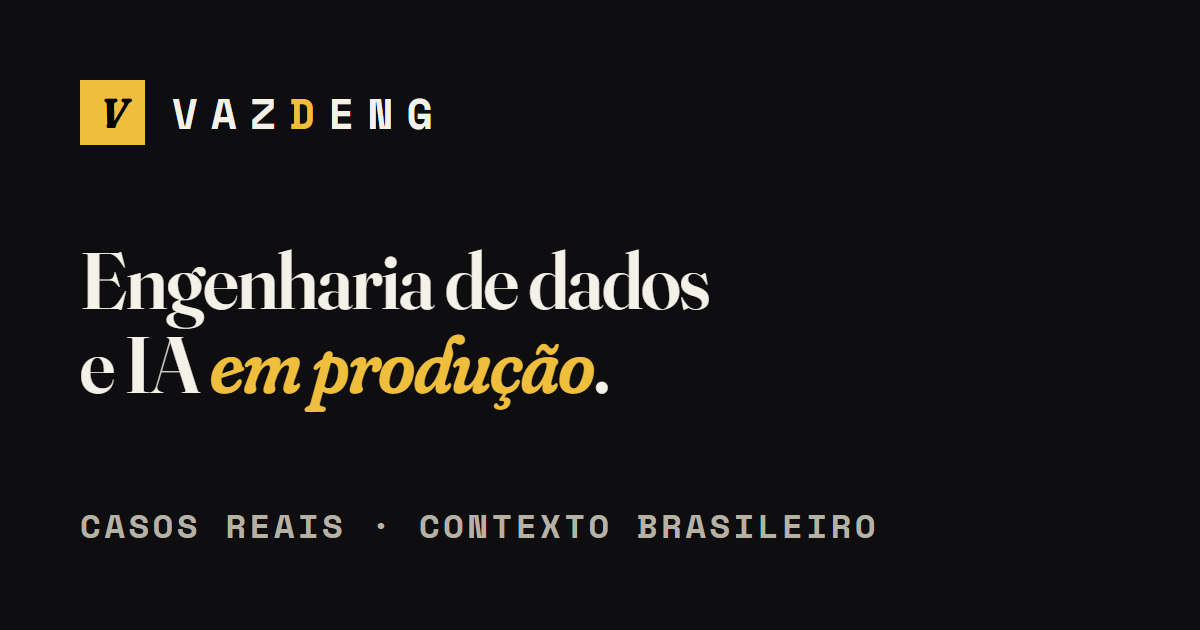 V VAZDENG
Engenharia de dados
e IA em produção.
CASOS REAIS · CONTEXTO BRASILEIRO